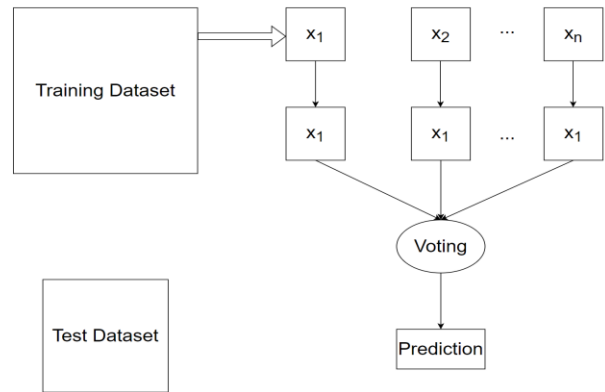 x₁
x₂
...
xₙ
Training Dataset
x₁
x₁
...
x₁
Voting
Test Dataset
Prediction